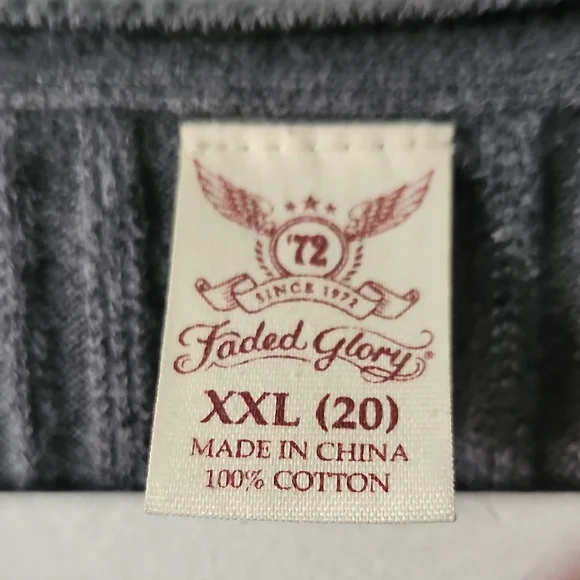 '72
SINCE 1972
Faded Glory®
XXL (20)
MADE IN CHINA
100% COTTON